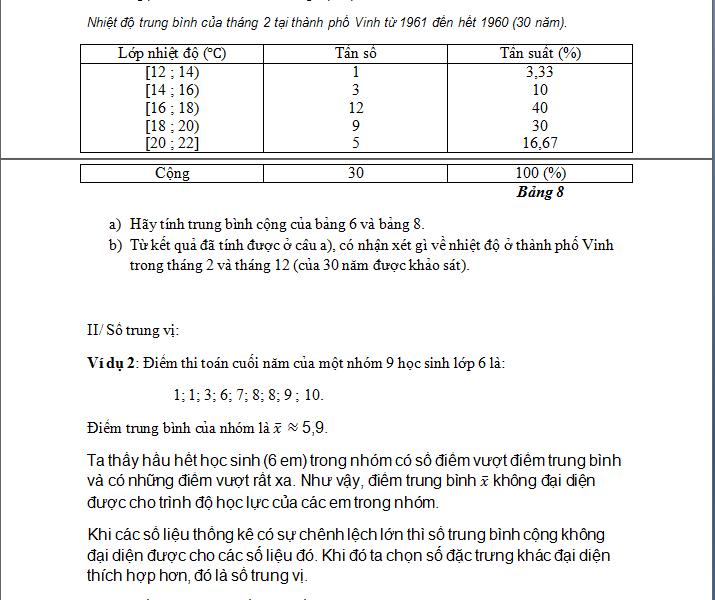 Nhiệt độ trung bình của tháng 2 tại thành phố Vinh từ 1961 đến hết 1960 (30 năm).
Lớp nhiệt độ (°C) Tần số Tần suất (%)
[12 ; 14) 1 3,33
[14 ; 16) 3 10
[16 ; 18) 12 40
[18 ; 20) 9 30
[20 ; 22] 5 16,67
Cộng 30 100 (%)
Bảng 8
a) Hãy tính trung bình cộng của bảng 6 và bảng 8.
b) Từ kết quả đã tính được ở câu a), có nhận xét gì về nhiệt độ ở thành phố Vinh
trong tháng 2 và tháng 12 (của 30 năm được khảo sát).
II/ Số trung vị:
Ví dụ 2: Điểm thi toán cuối năm của một nhóm 9 học sinh lớp 6 là:
1; 1; 3; 6; 7; 8; 8; 9 ; 10.
Điểm trung bình của nhóm là x̄ ≈ 5,9.
Ta thấy hầu hết học sinh (6 em) trong nhóm có số điểm vượt điểm trung bình
và có những điểm vượt rất xa. Như vậy, điểm trung bình x̄ không đại diện
được cho trình độ học lực của các em trong nhóm.
Khi các số liệu thống kê có sự chênh lệch lớn thì số trung bình cộng không
đại diện được cho các số liệu đó. Khi đó ta chọn số đặc trưng khác đại diện
thích hợp hơn, đó là số trung vị.